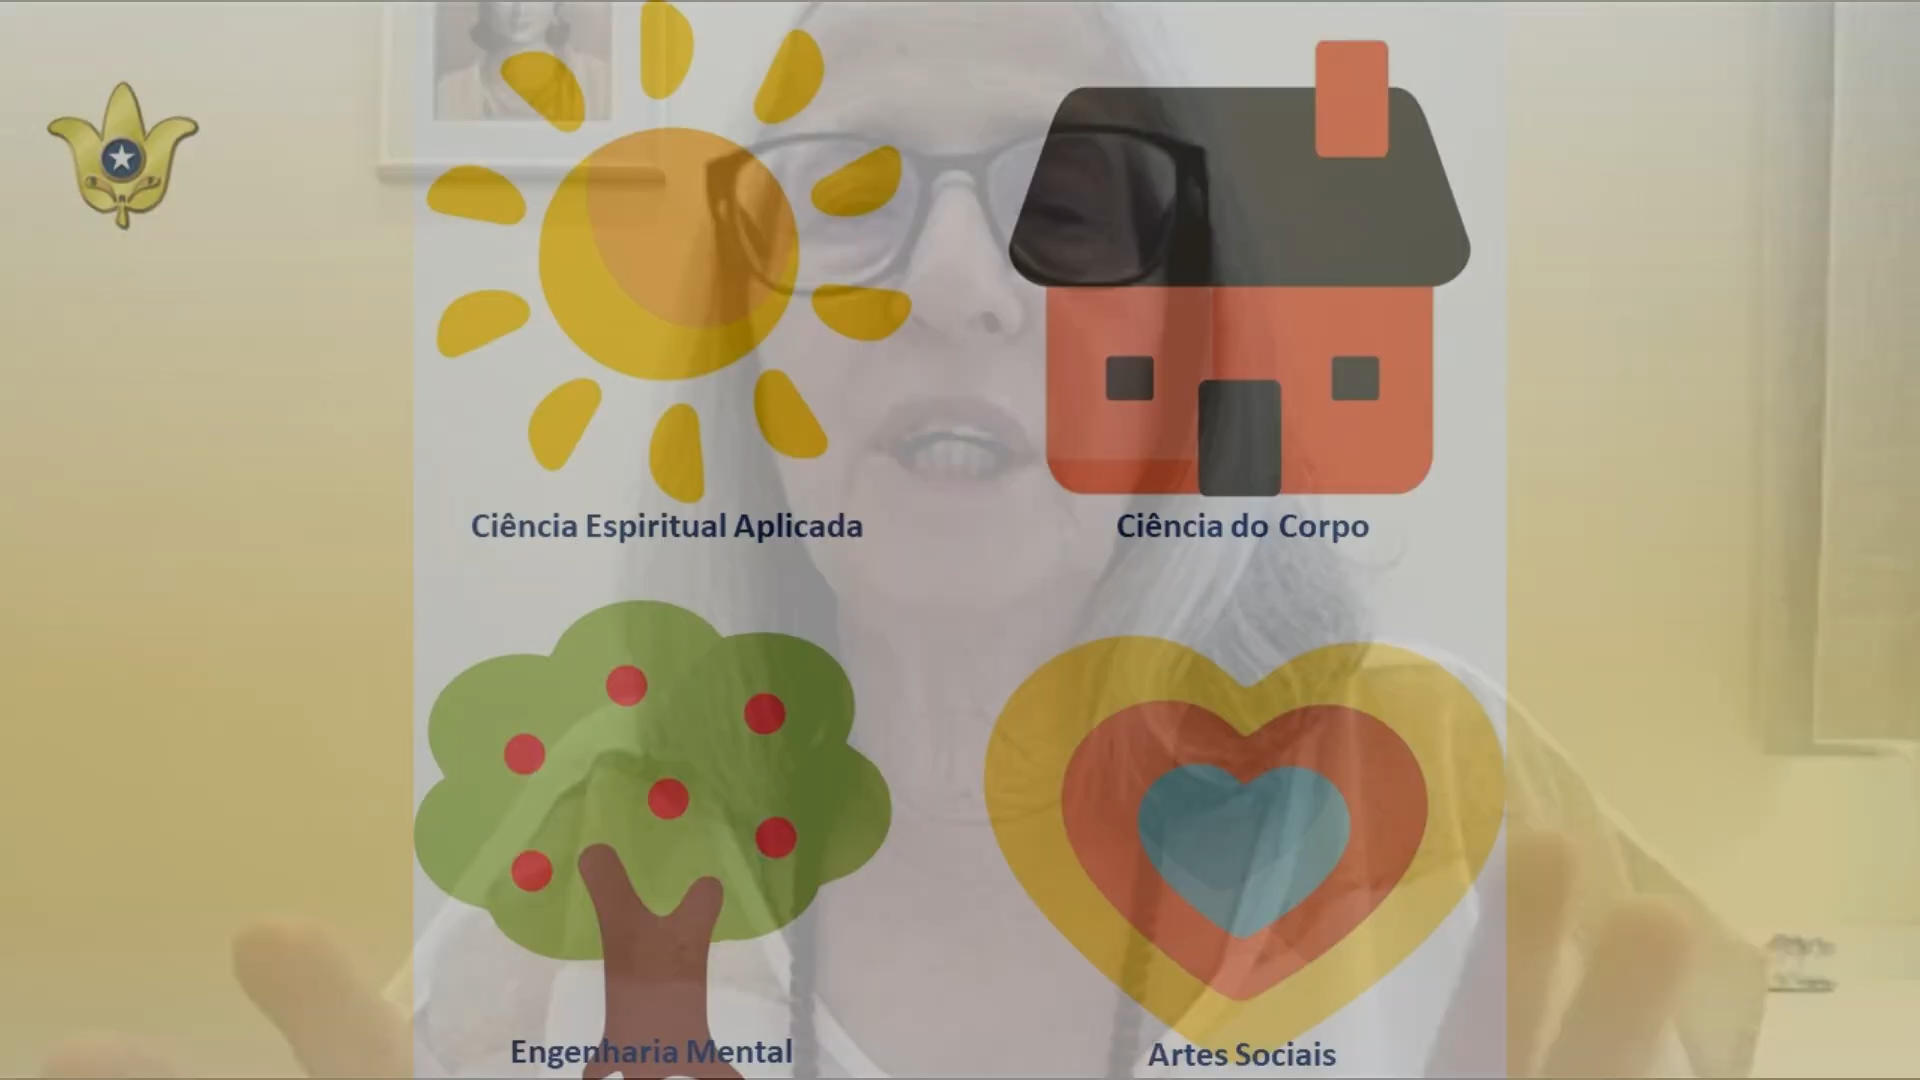 Ciência Espiritual Aplicada
Ciência do Corpo
Engenharia Mental
Artes Sociais